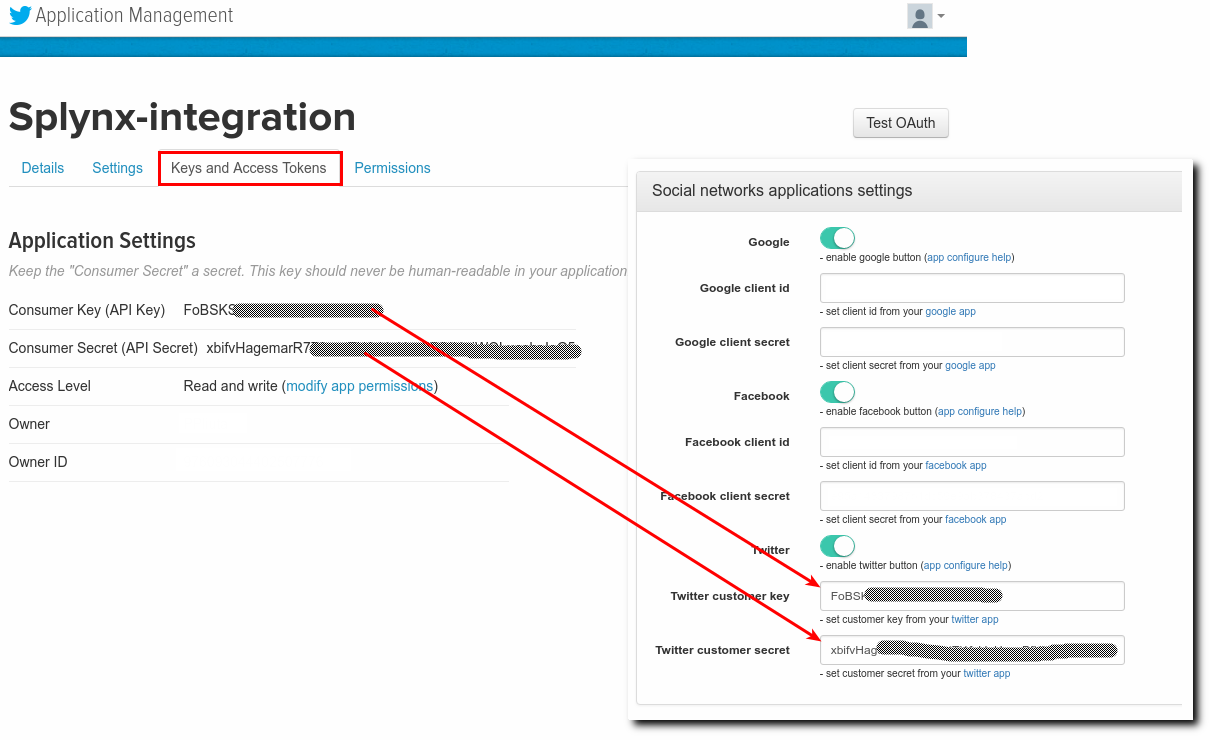 Application Management
Splynx-integration
Test OAuth
Details Settings Keys and Access Tokens Permissions
Application Settings
Keep the "Consumer Secret" a secret. This key should never be human-readable in your application
Consumer Key (API Key) FoBSKS
Consumer Secret (API Secret) xbifvHagemarR7
Access Level Read and write (modify app permissions)
Owner
Owner ID
Social networks applications settings
Google
- enable google button (app configure help)
Google client id
- set client id from your google app
Google client secret
- set client secret from your google app
Facebook
- enable facebook button (app configure help)
Facebook client id
- set client id from your facebook app
Facebook client secret
- set client secret from your facebook app
Twitter
- enable twitter button (app configure help)
Twitter customer key FoBSK
- set customer key from your twitter app
Twitter customer secret xbifvHag
- set customer secret from your twitter app